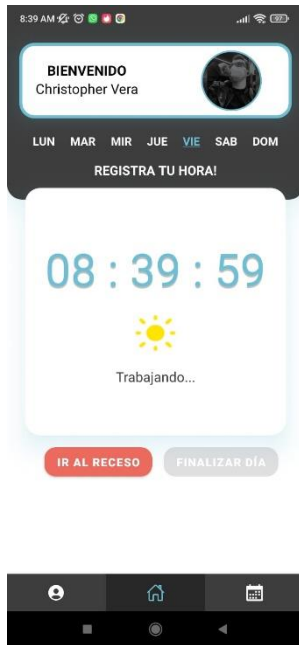 8:39 AM
BIENVENIDO
Christopher Vera
LUN MAR MIR JUE VIE SAB DOM
REGISTRA TU HORA!
08 : 39 : 59
Trabajando...
IR AL RECESO FINALIZAR DÍA